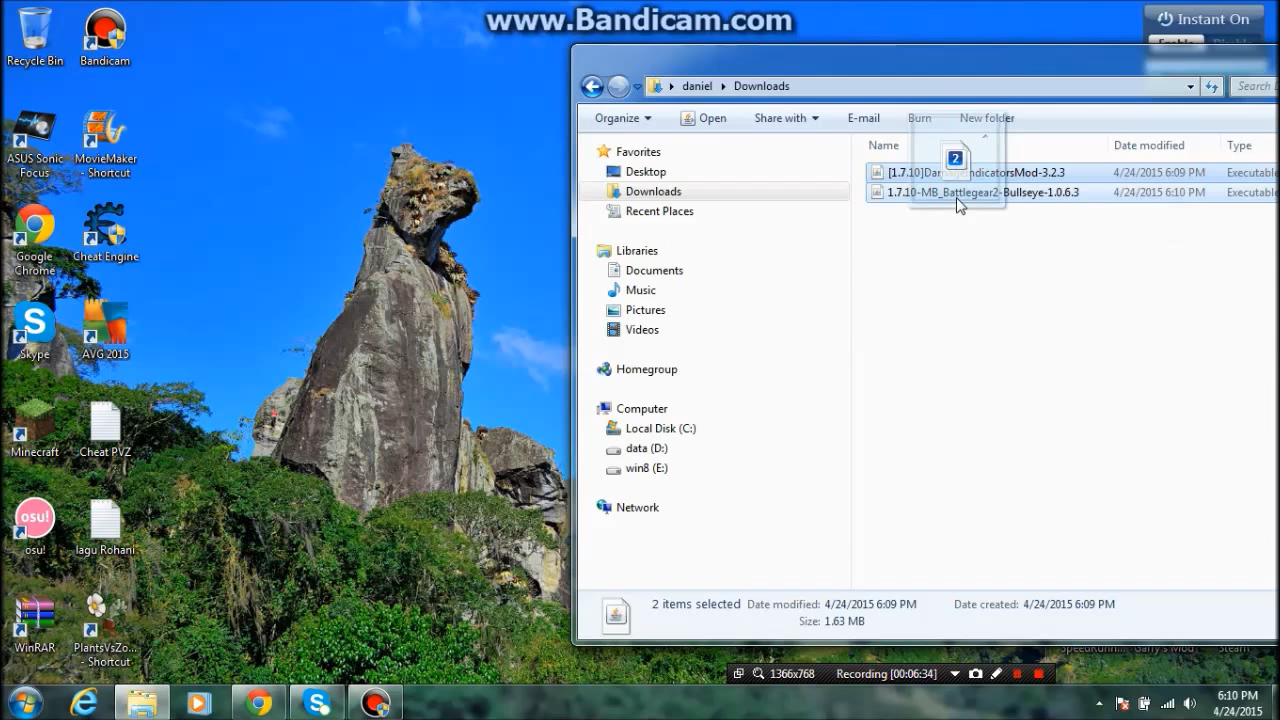 www.Bandicam.com
Instant On
Enable
Disable
Recycle Bin
Bandicam
ASUS Sonic
Focus
MovieMaker
- Shortcut
Google
Chrome
Cheat Engine
Skype
AVG 2015
Minecraft
Cheat PVZ
osu!
osu!
lagu Rohani
WinRAR
PlantsVsZo...
- Shortcut
daniel
Downloads
Search
Organize
Open
Share with
E-mail
Burn
New folder
Favorites
Desktop
Downloads
Recent Places
Libraries
Documents
Music
Pictures
Videos
Homegroup
Computer
Local Disk (C:)
data (D:)
win8 (E:)
Network
Name
Date modified
Type
2
[1.7.10]DamageIndicatorsMod-3.2.3
4/24/2015 6:09 PM
Executable
1.7.10-MB_Battlegear2-Bullseye-1.0.6.3
4/24/2015 6:10 PM
Executable
2 items selected
Date modified: 4/24/2015 6:09 PM
Date created: 4/24/2015 6:09 PM
Size: 1.63 MB
SpeedRunn...
Garry's Mod
Steam
1366x768
Recording [00:06:34]
6:10 PM
4/24/2015